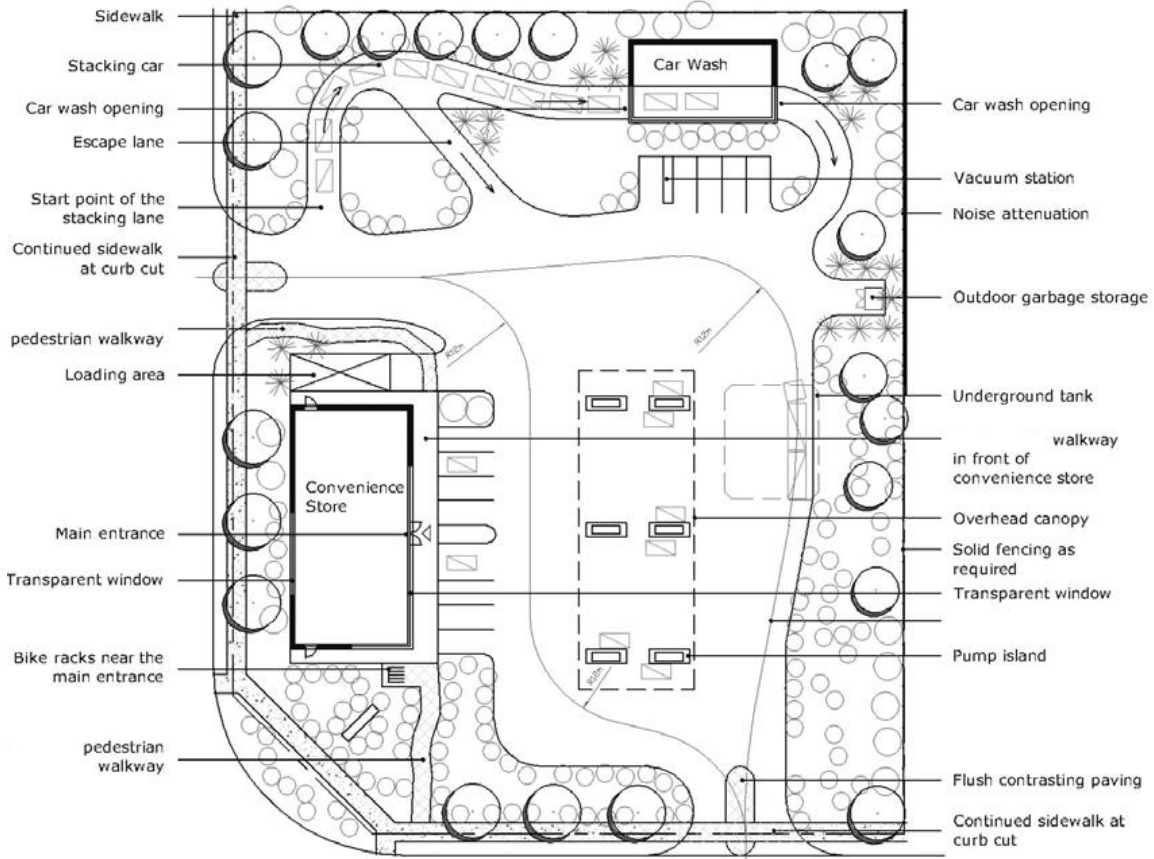 Sidewalk
Stacking car
Car wash opening
Escape lane
Start point of the
stacking lane
Continued sidewalk
at curb cut
pedestrian walkway
Loading area
Main entrance
Transparent window
Bike racks near the
main entrance
pedestrian
walkway
Car Wash
Convenience
Store
R12m
R12m
R12m
Car wash opening
Vacuum station
Noise attenuation
Outdoor garbage storage
Underground tank
walkway
in front of
convenience store
Overhead canopy
Solid fencing as
required
Transparent window
Pump island
Flush contrasting paving
Continued sidewalk at
curb cut